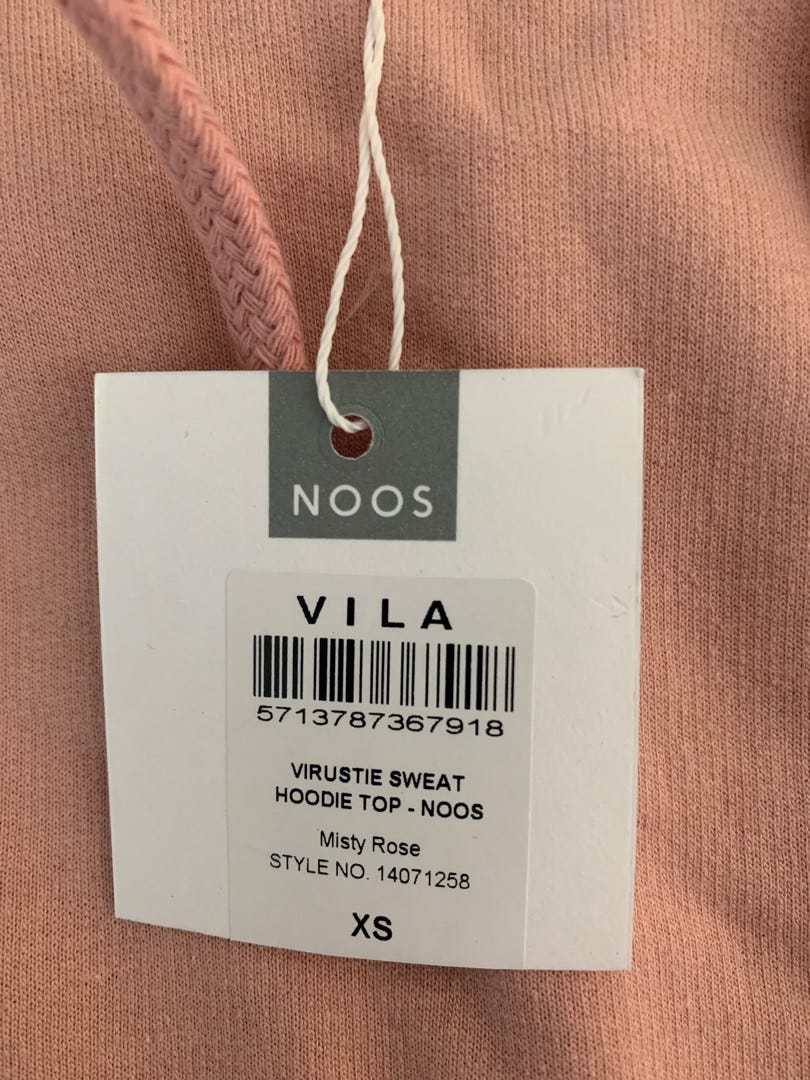 NOOS
VILA
5713787367918
VIRUSTIE SWEAT
HOODIE TOP - NOOS
Misty Rose
STYLE NO. 14071258
XS